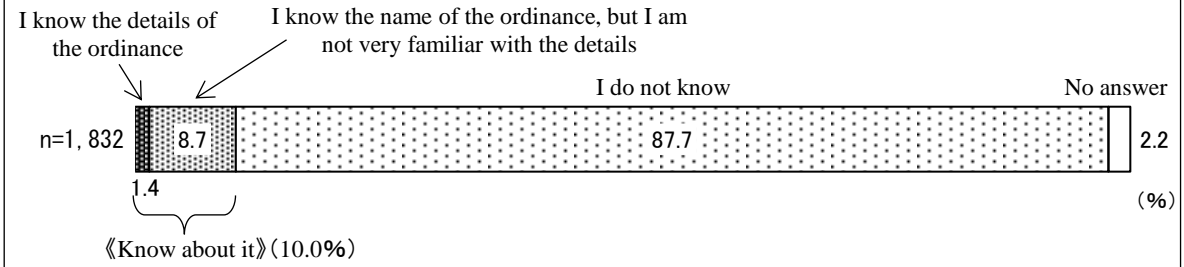 I know the details of
the ordinance
I know the name of the ordinance, but I am
not very familiar with the details
I do not know
No answer
n=1,832
8.7
87.7
2.2
1.4
(%)
《Know about it》(10.0%)